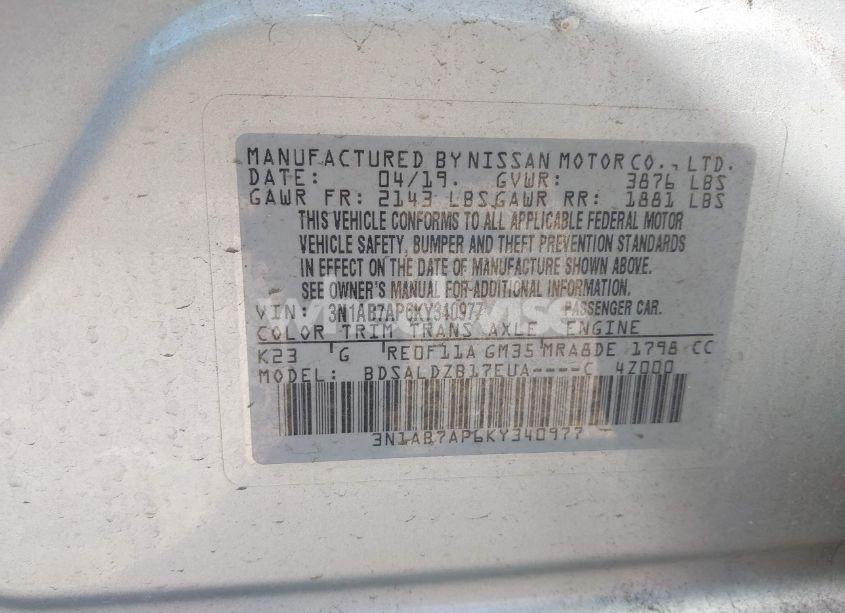 MANUFACTURED BY NISSAN MOTOR CO., LTD.
DATE: 04/19. GVWR: 3876 LBS
GAWR FR: 2143 LBS GAWR RR: 1881 LBS
THIS VEHICLE CONFORMS TO ALL APPLICABLE FEDERAL MOTOR
VEHICLE SAFETY, BUMPER AND THEFT PREVENTION STANDARDS
IN EFFECT ON THE DATE OF MANUFACTURE SHOWN ABOVE.
SEE OWNER'S MANUAL FOR ADDITIONAL INFORMATION.
VIN: 3N1AB7AP6KY340977 PASSENGER CAR.
COLOR TRIM TRANS AXLE ENGINE
K23 G RE0F11A GM35 MRA8DE 1798 CC
MODEL: BDSALDZB17EUA----C 4Z000
3N1AB7AP6KY340977